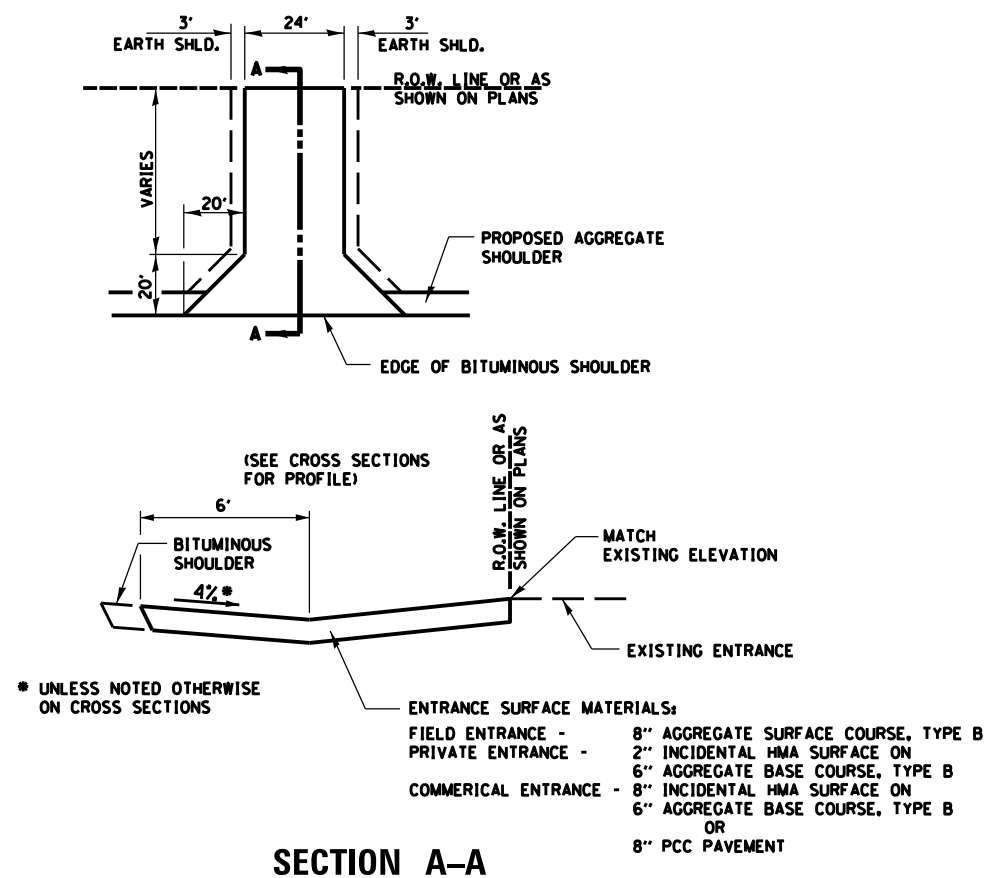 3' 24' 3'
EARTH SHLD. EARTH SHLD.
A
R.O.W. LINE OR AS
SHOWN ON PLANS
VARIES
20'
PROPOSED AGGREGATE
SHOULDER
20'
A
EDGE OF BITUMINOUS SHOULDER
(SEE CROSS SECTIONS
FOR PROFILE)
R.O.W. LINE OR AS
SHOWN ON PLANS
6'
BITUMINOUS
SHOULDER
MATCH
EXISTING ELEVATION
4% *
EXISTING ENTRANCE
* UNLESS NOTED OTHERWISE
ON CROSS SECTIONS
ENTRANCE SURFACE MATERIALS:
FIELD ENTRANCE - 8" AGGREGATE SURFACE COURSE, TYPE B
PRIVATE ENTRANCE - 2" INCIDENTAL HMA SURFACE ON
6" AGGREGATE BASE COURSE, TYPE B
COMMERICAL ENTRANCE - 8" INCIDENTAL HMA SURFACE ON
6" AGGREGATE BASE COURSE, TYPE B
OR
8" PCC PAVEMENT
SECTION A–A